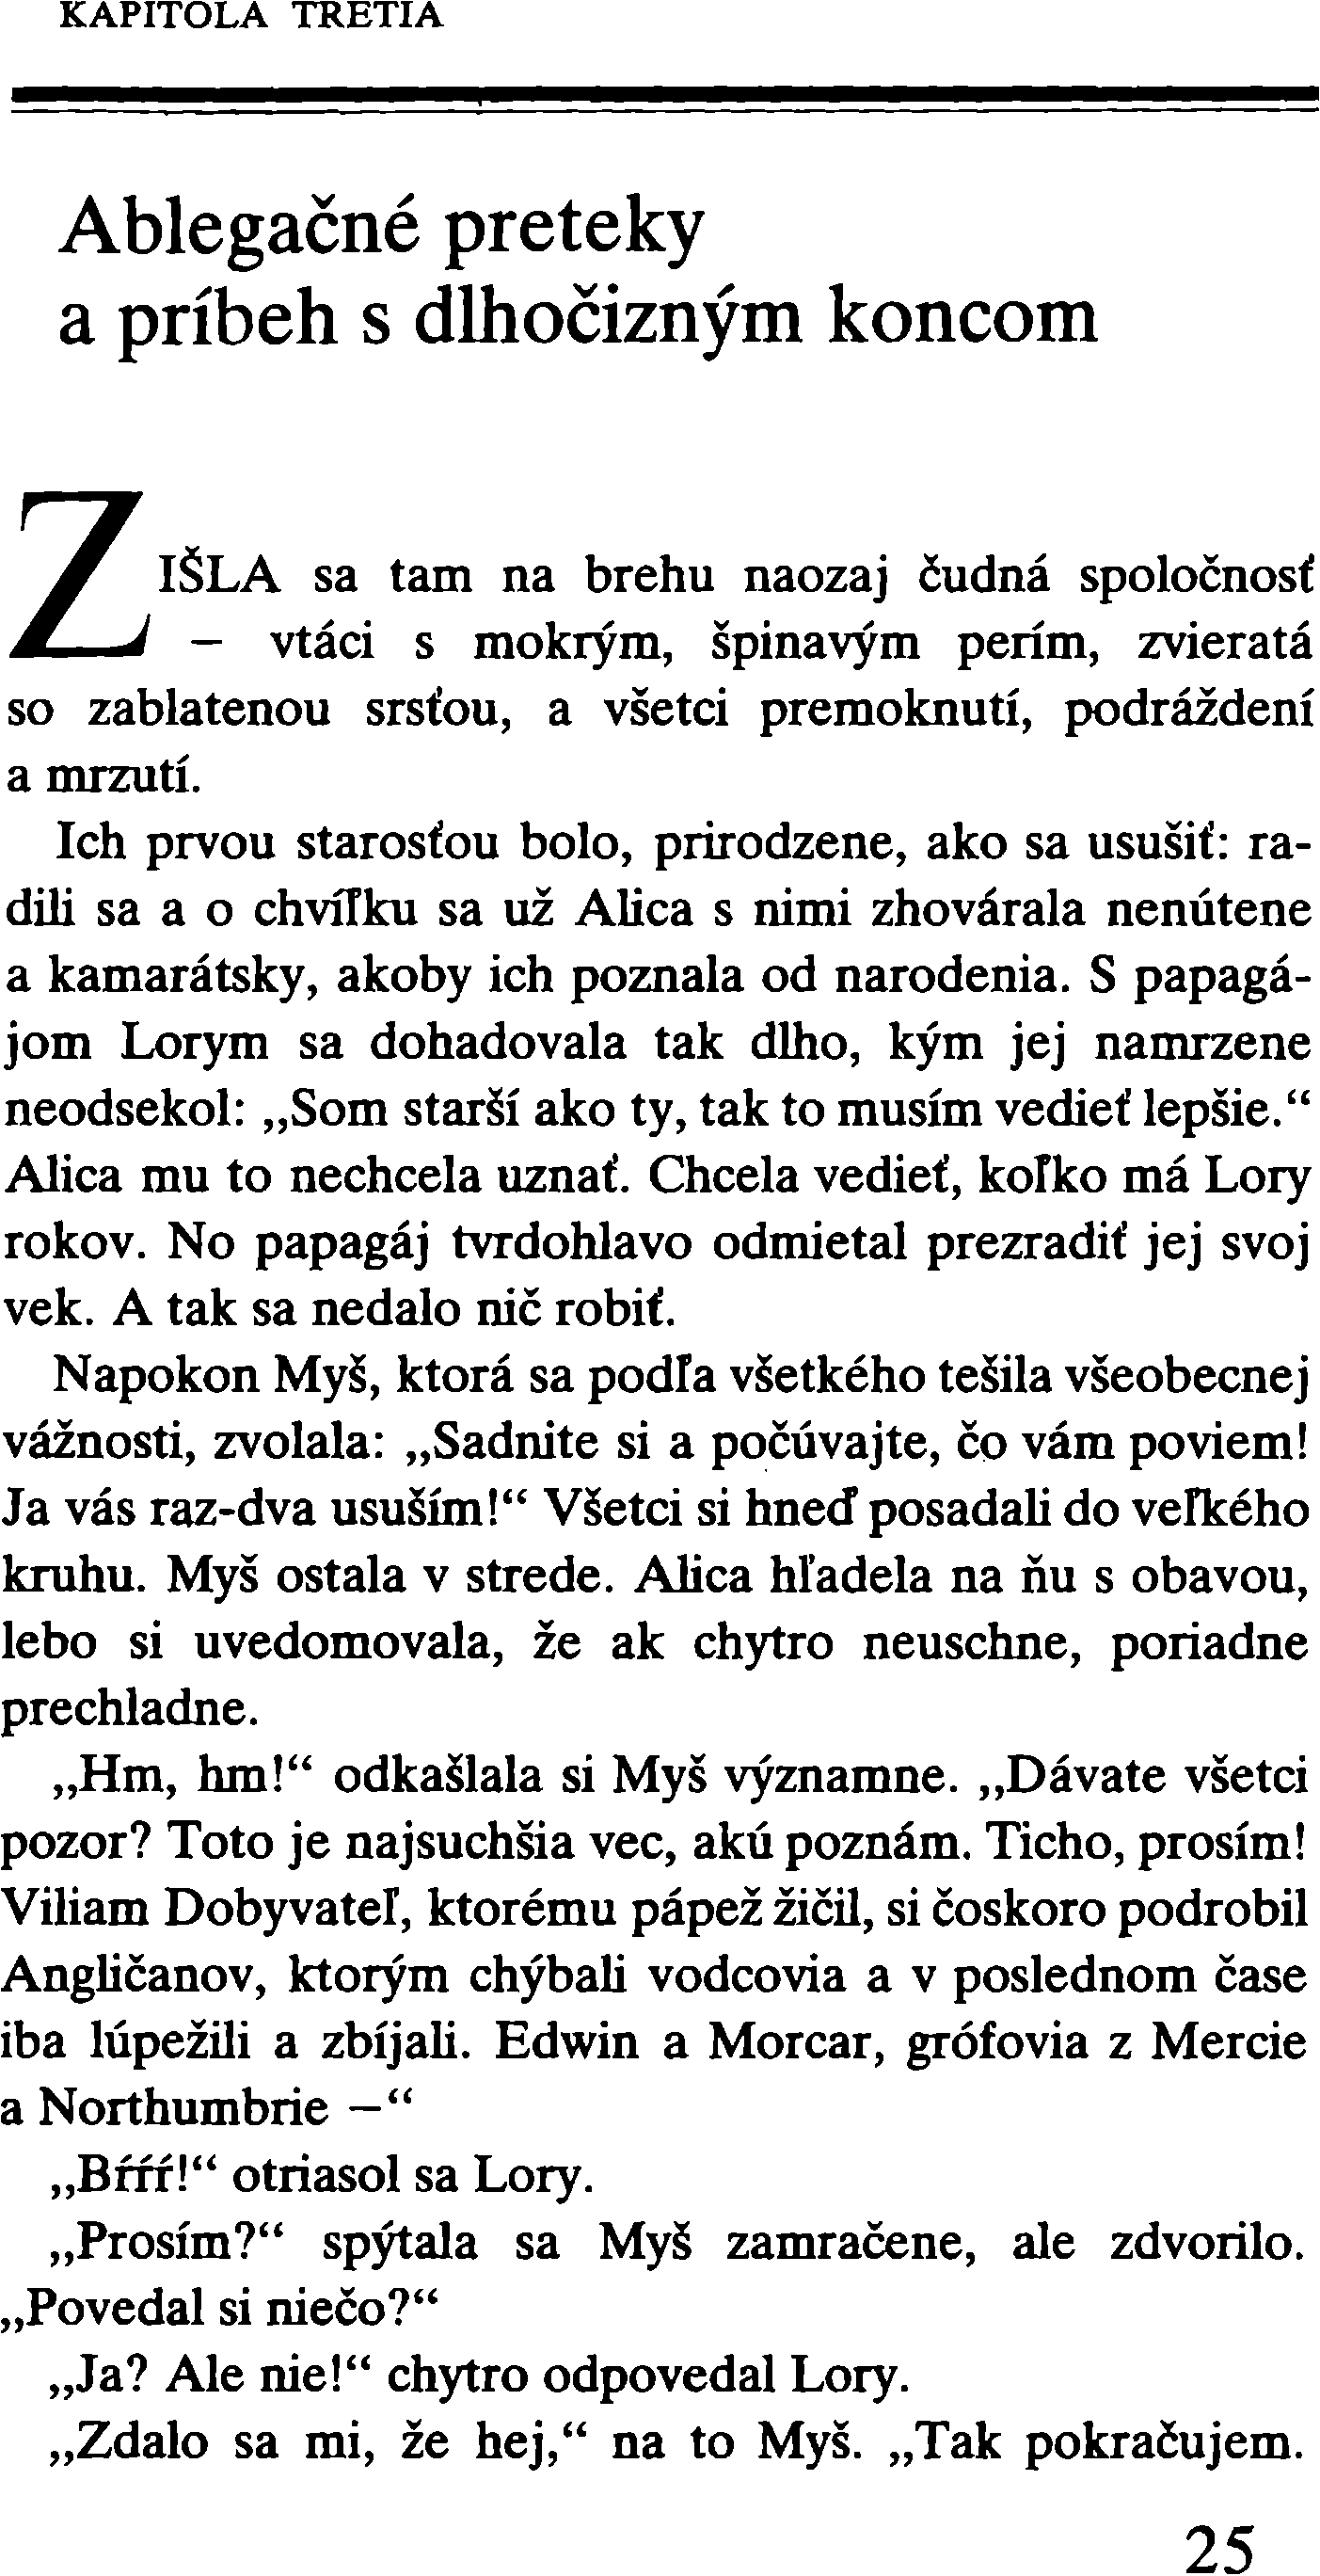 KAPITOLA TRETIA
Ablegačné preteky
a príbeh s dlhočizným koncom
ZIŠLA sa tam na brehu naozaj čudná spoločnosť
– vtáci s mokrým, špinavým perím, zvieratá
so zablatenou srsťou, a všetci premoknutí, podráždení
a mrzutí.
Ich prvou starosťou bolo, prirodzene, ako sa usušiť: ra-
dili sa a o chvíľku sa už Alica s nimi zhovárala nenútene
a kamarátsky, akoby ich poznala od narodenia. S papagá-
jom Lorym sa dohadovala tak dlho, kým jej namrzene
neodsekol: „Som starší ako ty, tak to musím vedieť lepšie.“
Alica mu to nechcela uznať. Chcela vedieť, koľko má Lory
rokov. No papagáj tvrdohlavo odmietal prezradiť jej svoj
vek. A tak sa nedalo nič robiť.
Napokon Myš, ktorá sa podľa všetkého tešila všeobecnej
vážnosti, zvolala: „Sadnite si a počúvajte, čo vám poviem!
Ja vás raz-dva usuším!“ Všetci si hneď posadali do veľkého
kruhu. Myš ostala v strede. Alica hľadela na ňu s obavou,
lebo si uvedomovala, že ak chytro neuschne, poriadne
prechladne.
„Hm, hm!“ odkašlala si Myš významne. „Dávate všetci
pozor? Toto je najsuchšia vec, akú poznám. Ticho, prosím!
Viliam Dobyvateľ, ktorému pápež žičil, si čoskoro podrobil
Angličanov, ktorým chýbali vodcovia a v poslednom čase
iba lúpežili a zbíjali. Edwin a Morcar, grófovia z Mercie
a Northumbrie –“
„Bŕŕŕ!“ otriasol sa Lory.
„Prosím?“ spýtala sa Myš zamračene, ale zdvorilo.
„Povedal si niečo?“
„Ja? Ale nie!“ chytro odpovedal Lory.
„Zdalo sa mi, že hej,“ na to Myš. „Tak pokračujem.
25